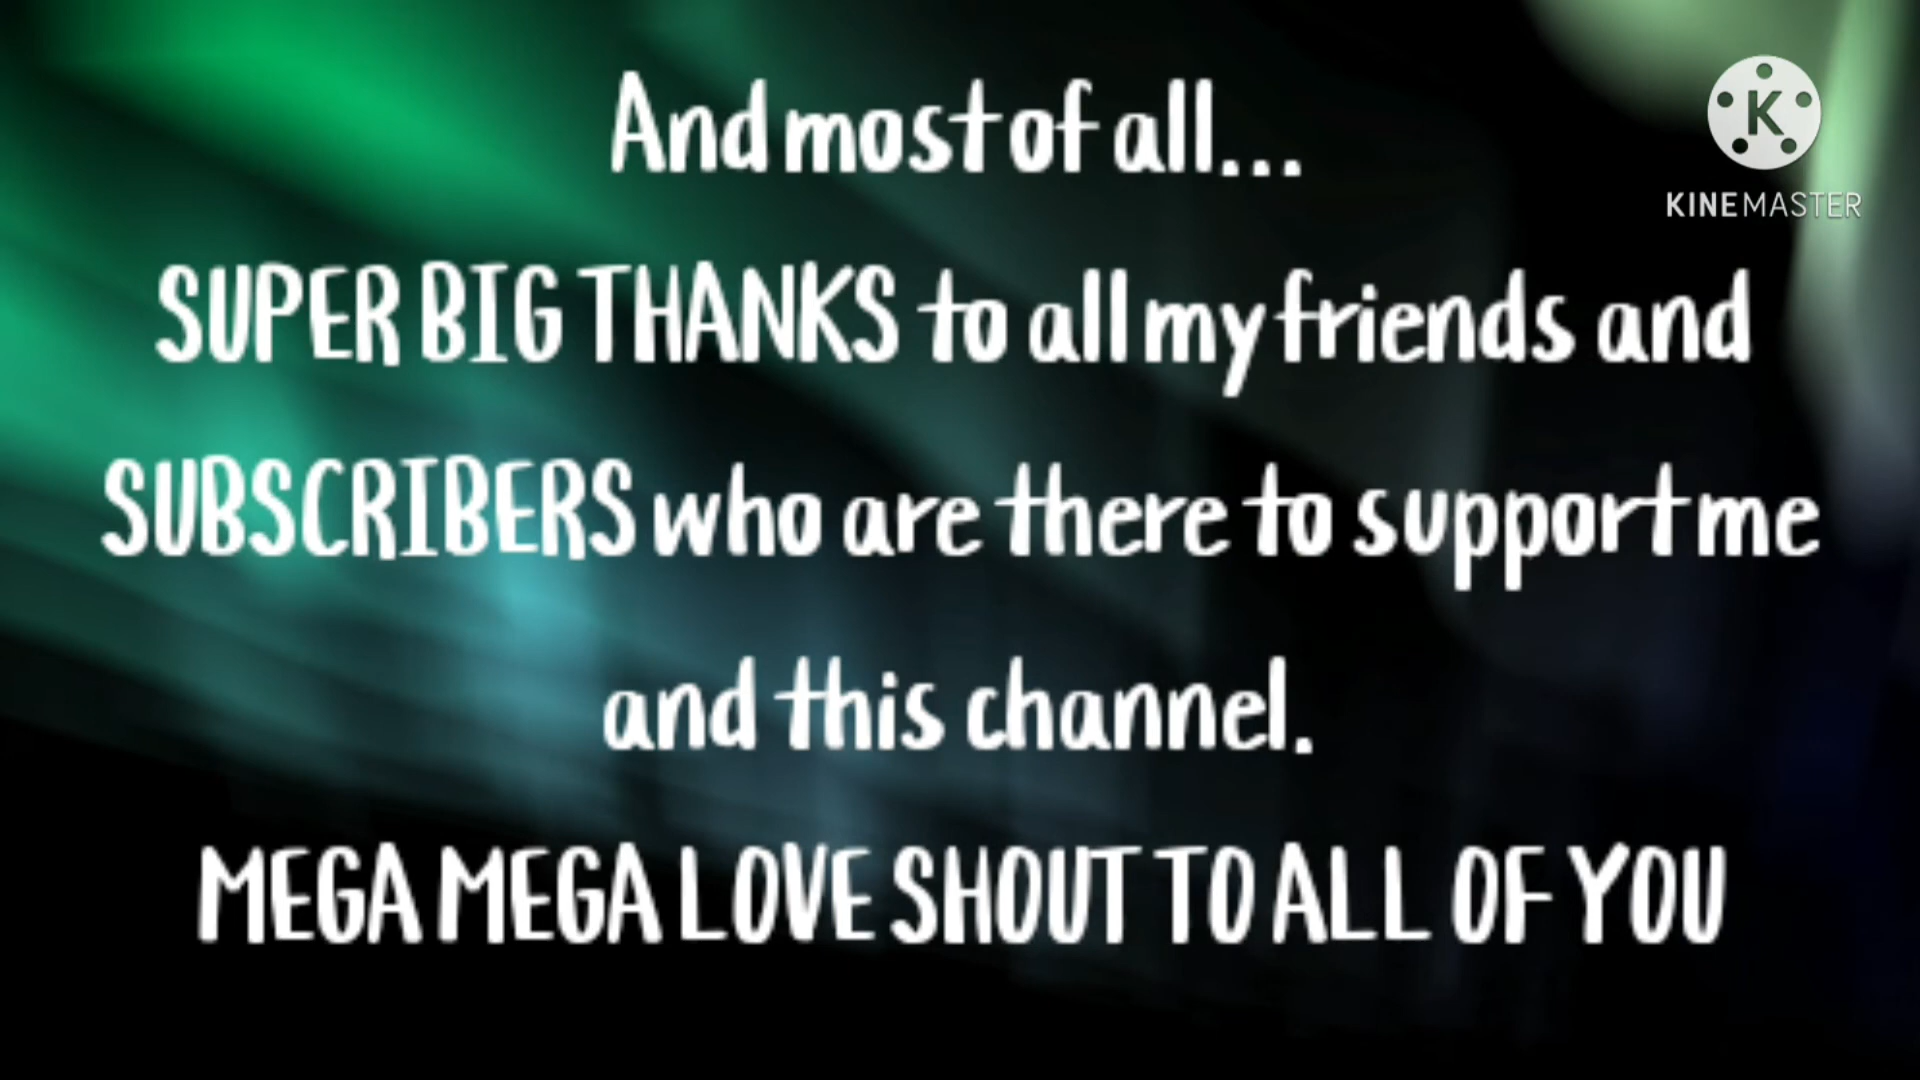 And most of all...
K
KINEMASTER
SUPER BIG THANKS to all my friends and
SUBSCRIBERS who are there to support me
and this channel.
MEGA MEGA LOVE SHOUT TO ALL OF YOU